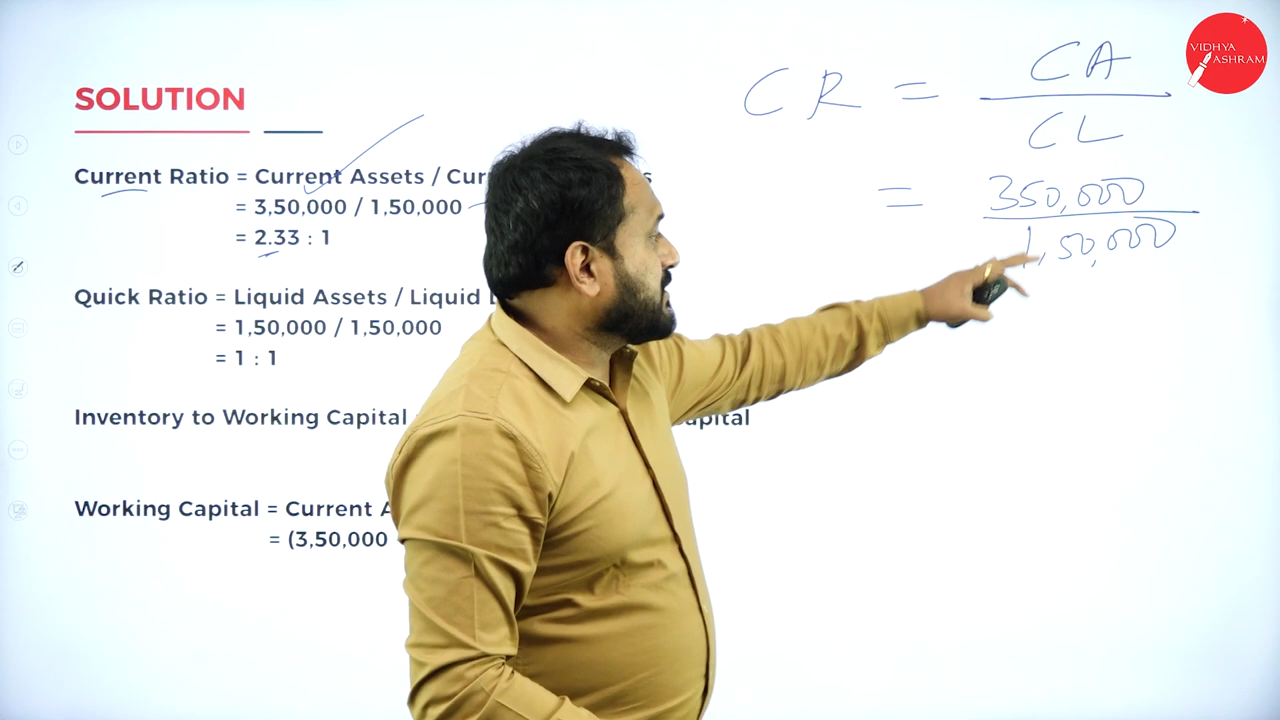 SOLUTION
Current Ratio = Current Assets /
= 3,50,000 / 1,50,000
= 2.33 : 1
Quick Ratio = Liquid Assets / Liquid
= 1,50,000 / 1,50,000
= 1 : 1
Inventory to Working Capital
Working Capital = Current
= (3,50,000
CR = CA / CL
= 350,000 / 1,50,000
VIDHYA
ASHRAM